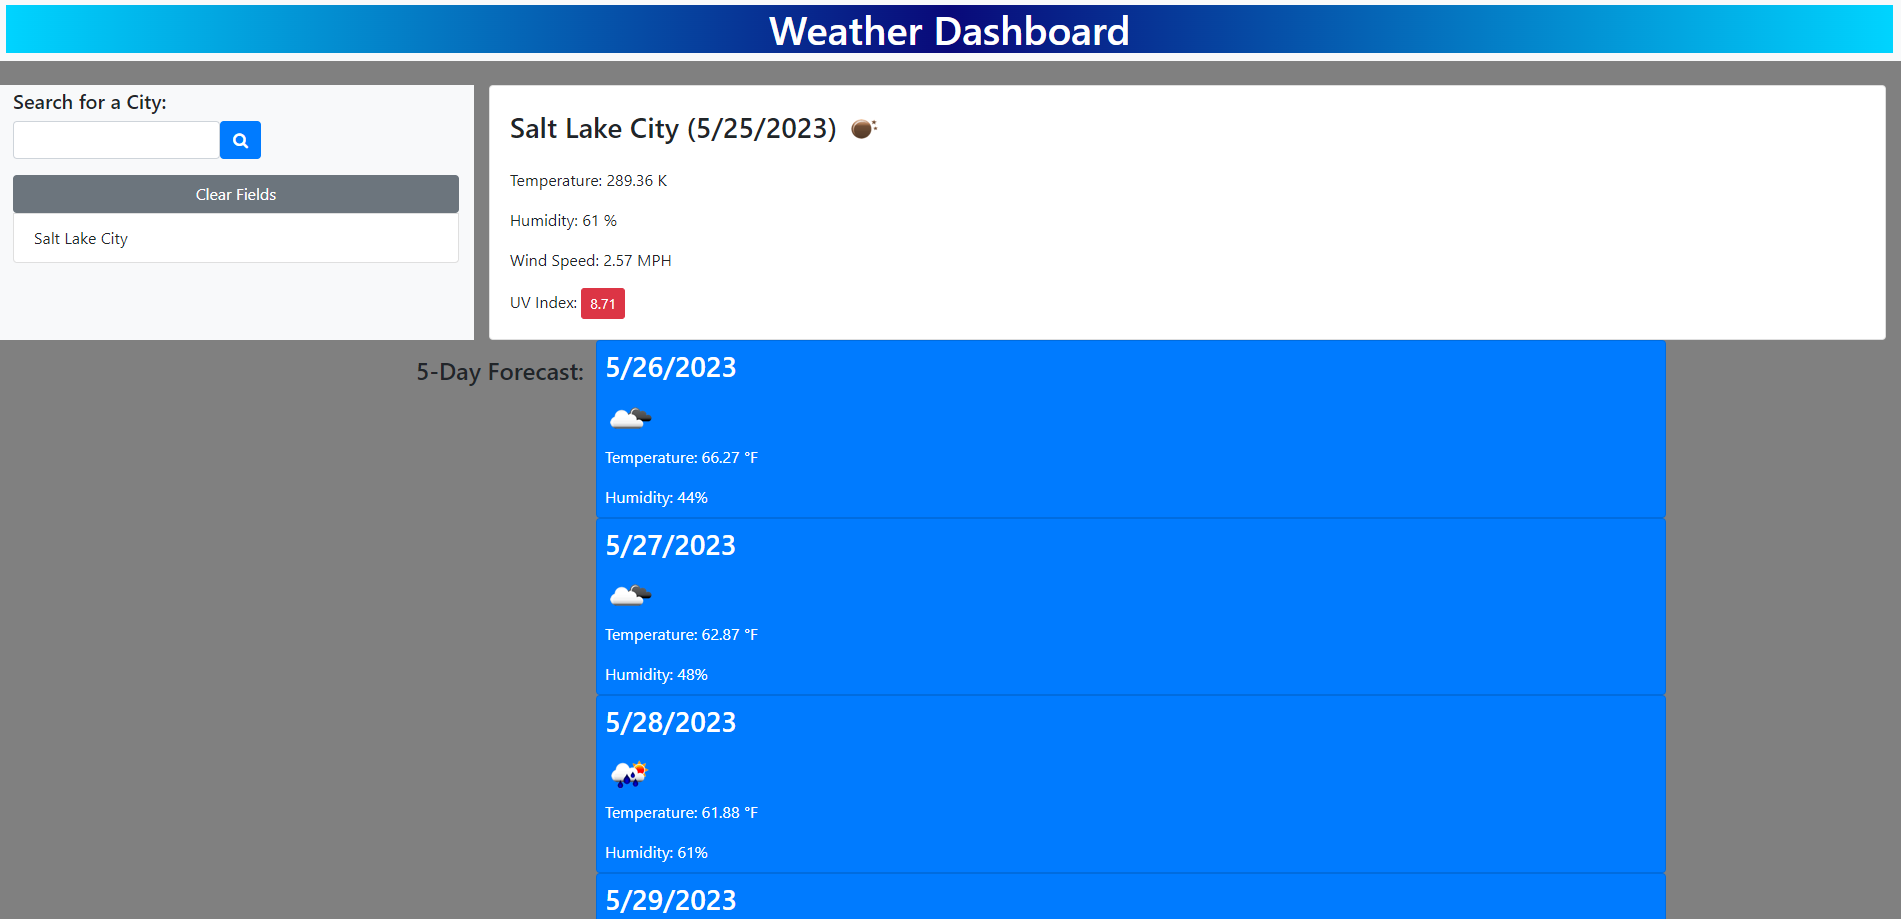 Weather Dashboard
Search for a City:
Clear Fields
Salt Lake City
Salt Lake City (5/25/2023)
Temperature: 289.36 K
Humidity: 61 %
Wind Speed: 2.57 MPH
UV Index: 8.71
5-Day Forecast:
5/26/2023
Temperature: 66.27 °F
Humidity: 44%
5/27/2023
Temperature: 62.87 °F
Humidity: 48%
5/28/2023
Temperature: 61.88 °F
Humidity: 61%
5/29/2023